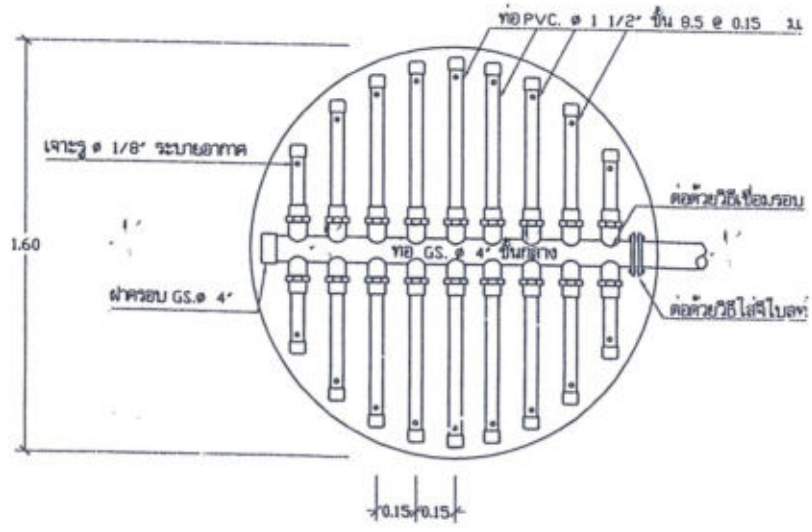 ท่อ PVC. ø 1 1/2" ชั้น 8.5 @ 0.15 ม.
เจาะรู ø 1/8" ระบายอากาศ
ต่อด้วยวิธีเชื่อมรอบ
1.60
ท่อ GS. ø 4" ชั้นกลาง
ฝาครอบ GS.ø 4"
ต่อด้วยวิธีใส่จีโบลท์
0.15
0.15